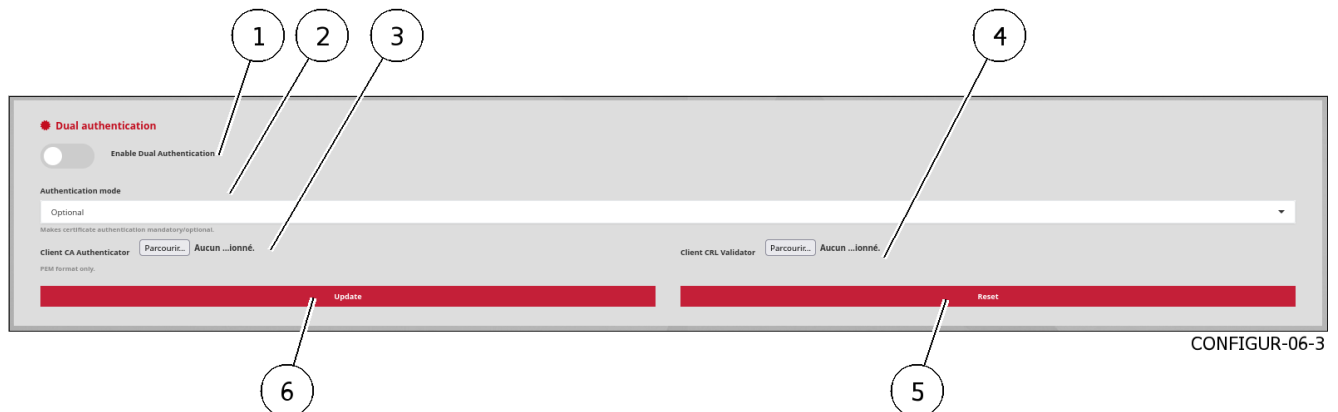 1 2 3 4
Dual authentication
Enable Dual Authentication
Authentication mode
Optional
Makes certificate authentication mandatory/optional.
Client CA Authenticator Parcourir... Aucun ...ionné. Client CRL Validator Parcourir... Aucun ...ionné.
PEM format only.
Update Reset
CONFIGUR-06-3
6 5